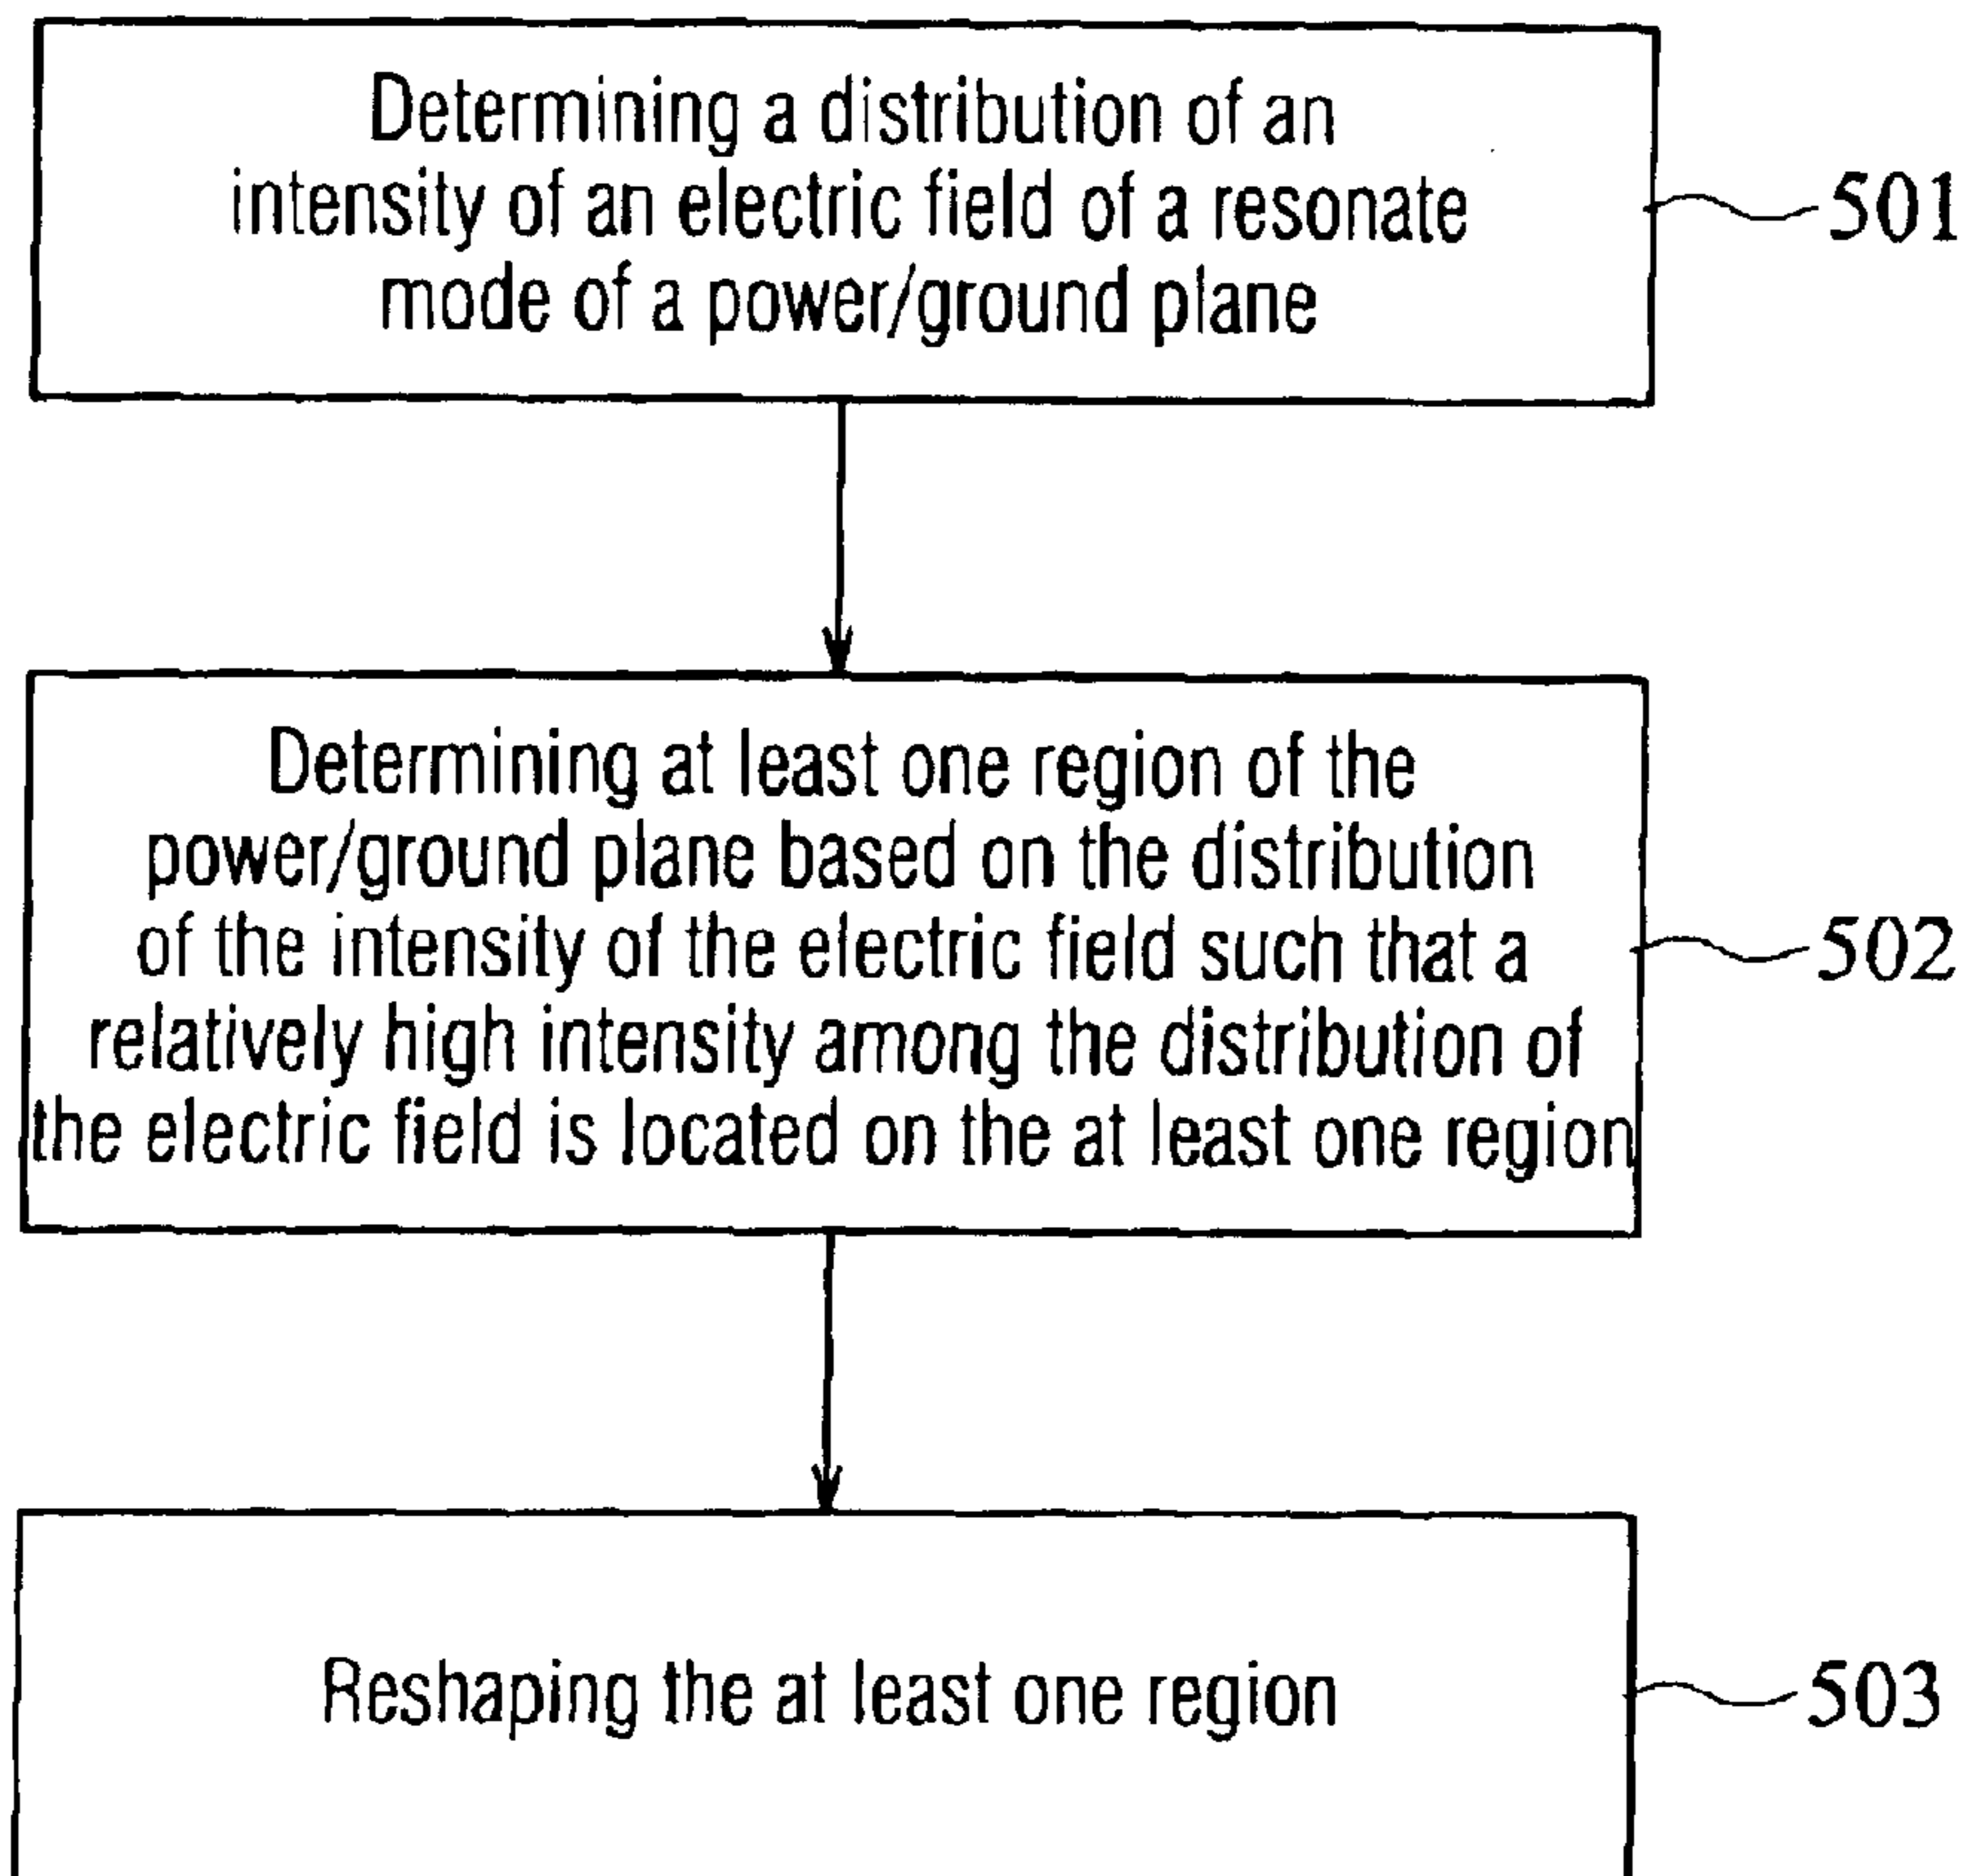 Determining a distribution of an
intensity of an electric field of a resonate
mode of a power/ground plane
501
Determining at least one region of the
power/ground plane based on the distribution
of the intensity of the electric field such that a
relatively high intensity among the distribution of
the electric field is located on the at least one region
502
Reshaping the at least one region
503